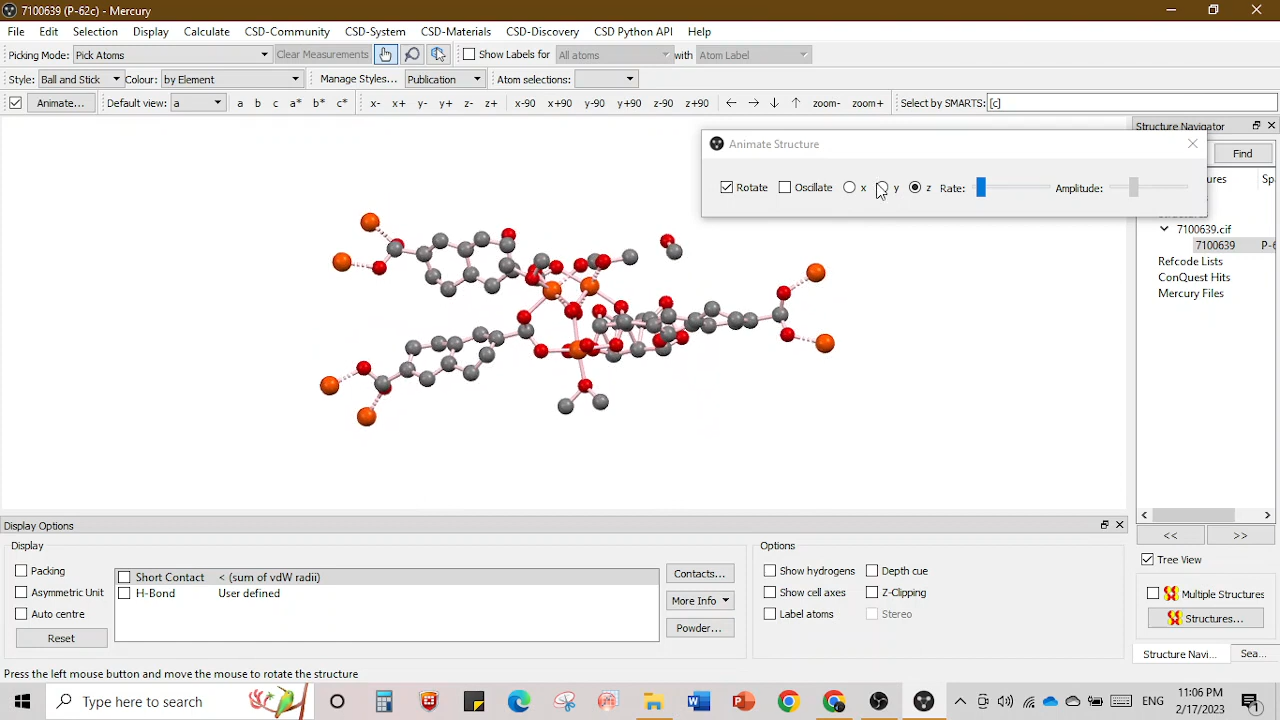 7100639 (P-62c) - Mercury
File Edit Selection Display Calculate CSD-Community CSD-System CSD-Materials CSD-Discovery CSD Python API Help
Picking Mode: Pick Atoms Clear Measurements Show Labels for All atoms with Atom Label
Style: Ball and Stick Colour: by Element Manage Styles... Publication Atom selections:
Animate... Default view: a a b c a* b* c* x- x+ y- y+ z- z+ x-90 x+90 y-90 y+90 z-90 z+90 zoom- zoom+ Select by SMARTS: [c]
Structure Navigator
Animate Structure
Find
Rotate Oscillate x y z Rate: Amplitude:
7100639.cif
7100639 P-6
Refcode Lists
ConQuest Hits
Mercury Files
Display Options
<< >>
Display Options
Tree View
Packing Short Contact < (sum of vdW radii) Contacts... Show hydrogens Depth cue
Asymmetric Unit H-Bond User defined More Info Show cell axes Z-Clipping Multiple Structures
Auto centre Label atoms Stereo Structures...
Reset Powder...
Structure Navi... Sea...
Press the left mouse button and move the mouse to rotate the structure
Type here to search
ENG
11:06 PM
2/17/2023
1